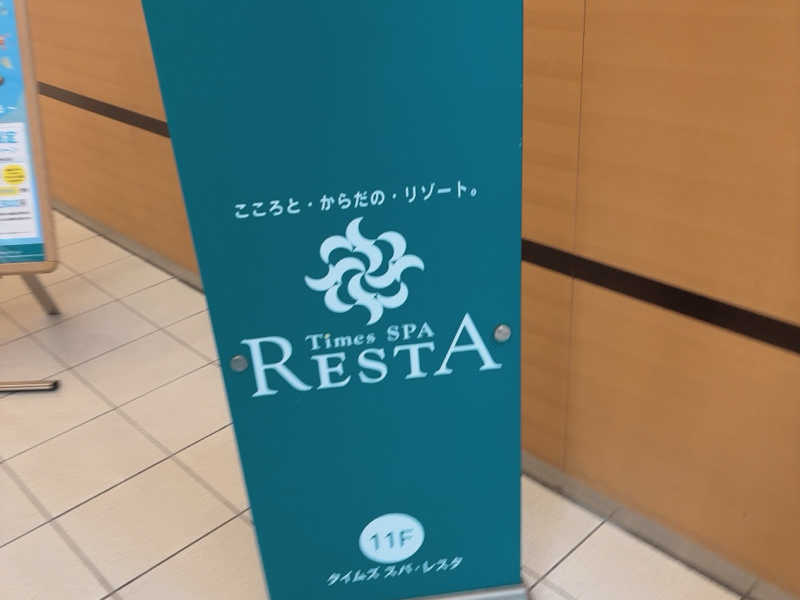 こころと・からだの・リゾート。
Times SPA
RESTA
11F
タイムズ スパ・レスタ